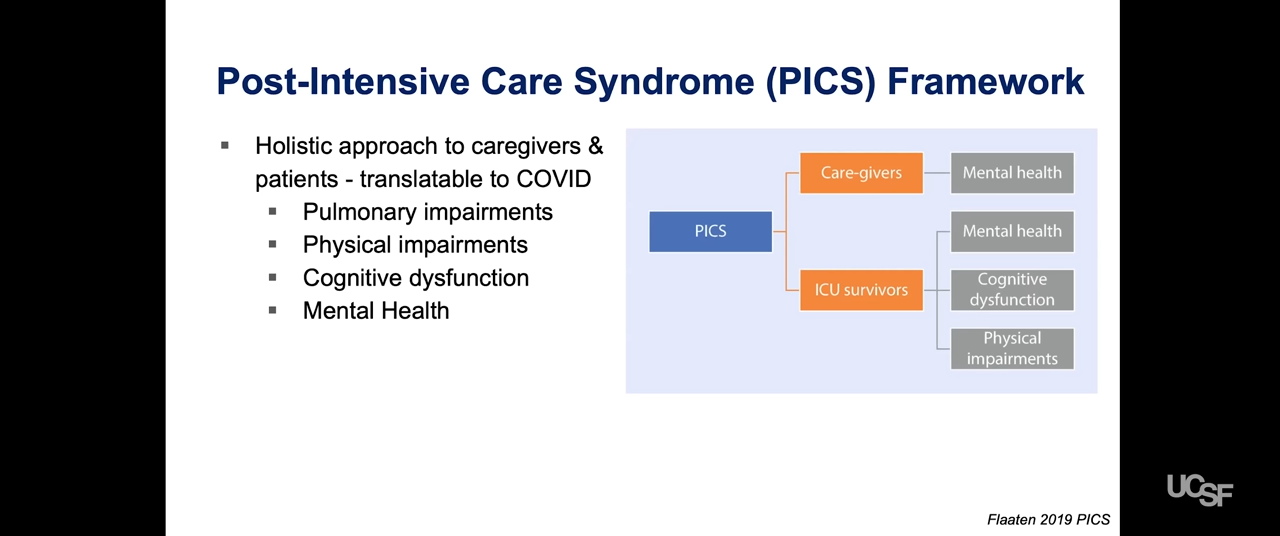 Post-Intensive Care Syndrome (PICS) Framework
Holistic approach to caregivers &
patients - translatable to COVID
Pulmonary impairments
Physical impairments
Cognitive dysfunction
Mental Health
PICS
Care-givers
Mental health
ICU survivors
Mental health
Cognitive
dysfunction
Physical
impairments
UCSF
Flaaten 2019 PICS